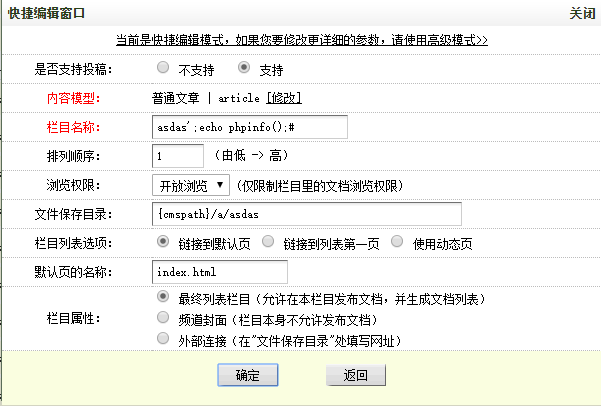 快捷编辑窗口 关闭
当前是快捷编辑模式，如果您要修改更详细的参数，请使用高级模式>>
是否支持投稿： 不支持 支持
内容模型： 普通文章 | article [修改]
栏目名称： asdas';echo phpinfo();#
排列顺序： 1 （由低 -> 高）
浏览权限： 开放浏览 (仅限制栏目里的文档浏览权限)
文件保存目录： {cmspath}/a/asdas
栏目列表选项： 链接到默认页 链接到列表第一页 使用动态页
默认页的名称： index.html
栏目属性： 最终列表栏目（允许在本栏目发布文档，并生成文档列表）
频道封面（栏目本身不允许发布文档）
外部连接（在"文件保存目录"处填写网址）
确定 返回